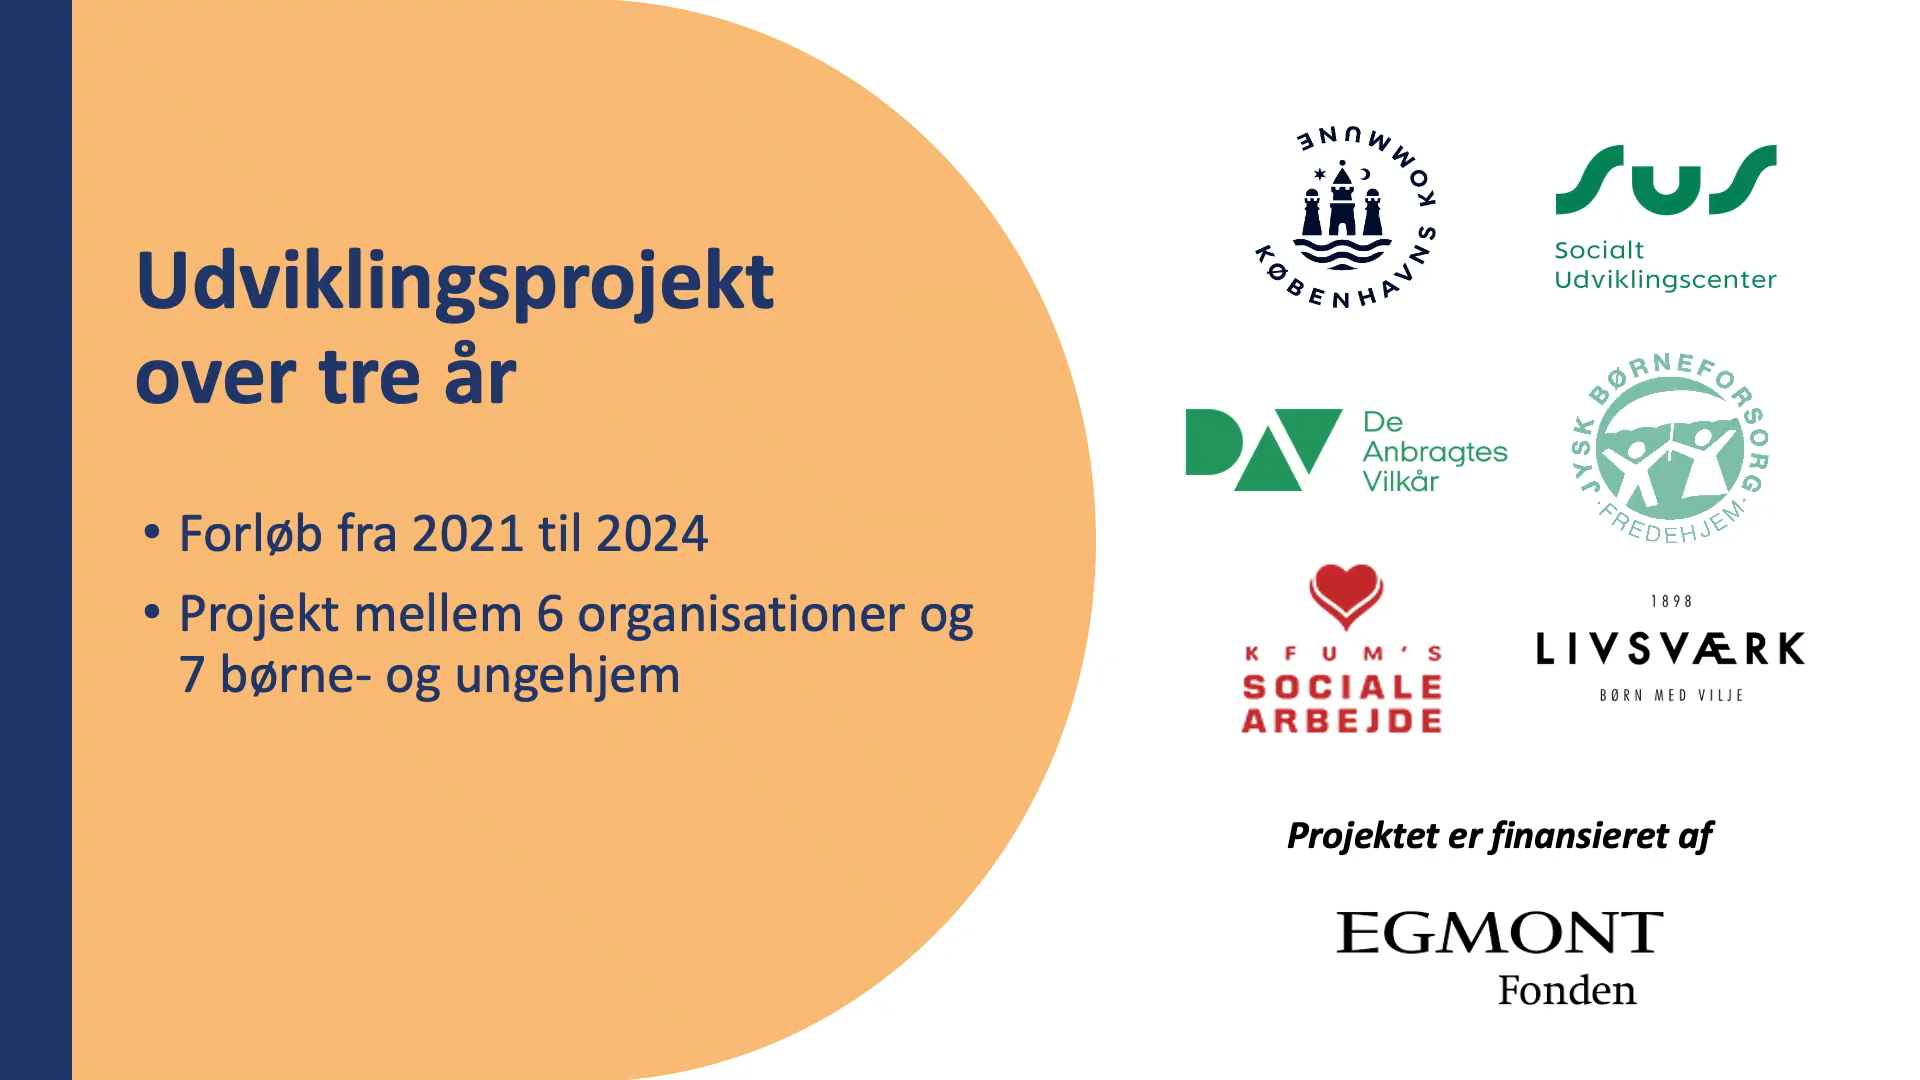 Udviklingsprojekt
over tre år
• Forløb fra 2021 til 2024
• Projekt mellem 6 organisationer og
7 børne- og ungehjem
KØBENHAVNS KOMMUNE
SUS
Socialt
Udviklingscenter
DAV
De
Anbragtes
Vilkår
JYSK BØRNEFORSORG
· FREDEHJEM ·
KFUM'S
SOCIALE
ARBEJDE
1898
LIVSVÆRK
BØRN MED VILJE
Projektet er finansieret af
EGMONT
Fonden